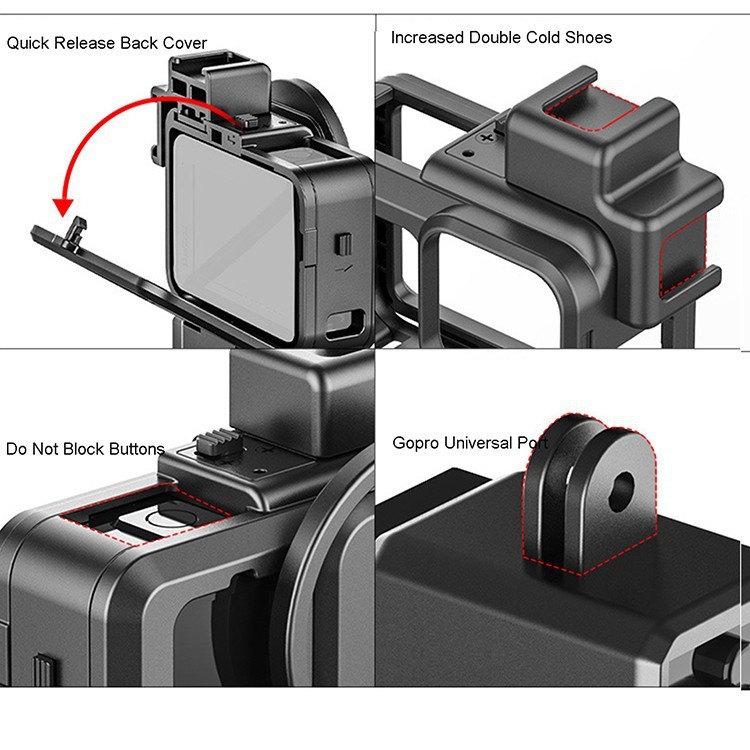 Quick Release Back Cover
Increased Double Cold Shoes
Do Not Block Buttons
Gopro Universal Port